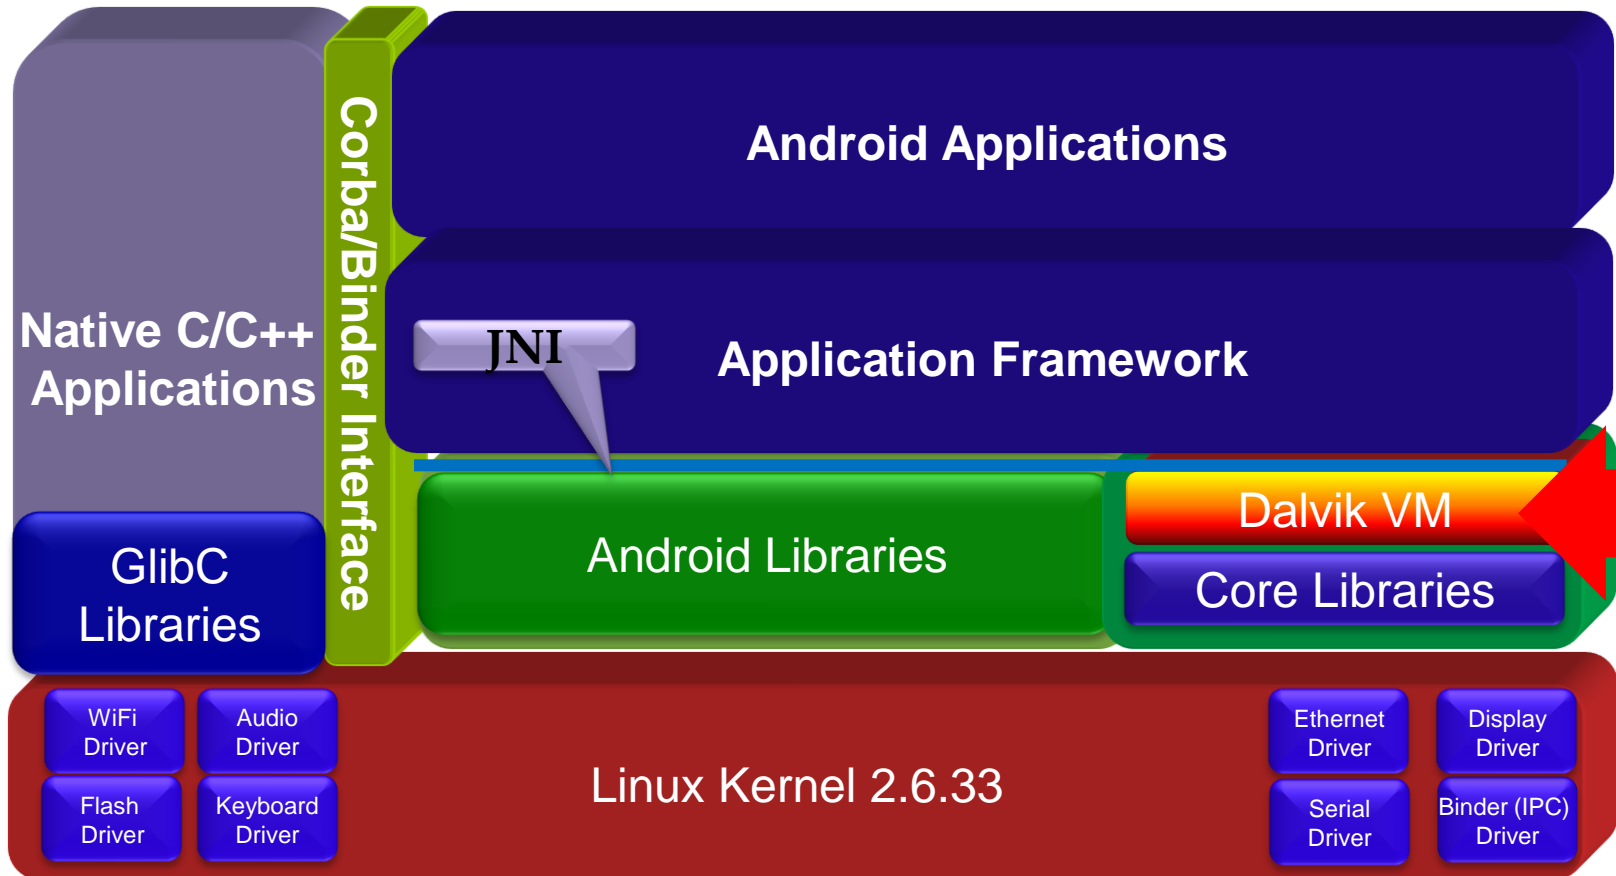 Android Applications
Corba/Binder Interface
Native C/C++
Applications
JNI
Application Framework
GlibC
Libraries
Android Libraries
Dalvik VM
Core Libraries
WiFi
Driver
Audio
Driver
Flash
Driver
Keyboard
Driver
Linux Kernel 2.6.33
Ethernet
Driver
Display
Driver
Serial
Driver
Binder (IPC)
Driver